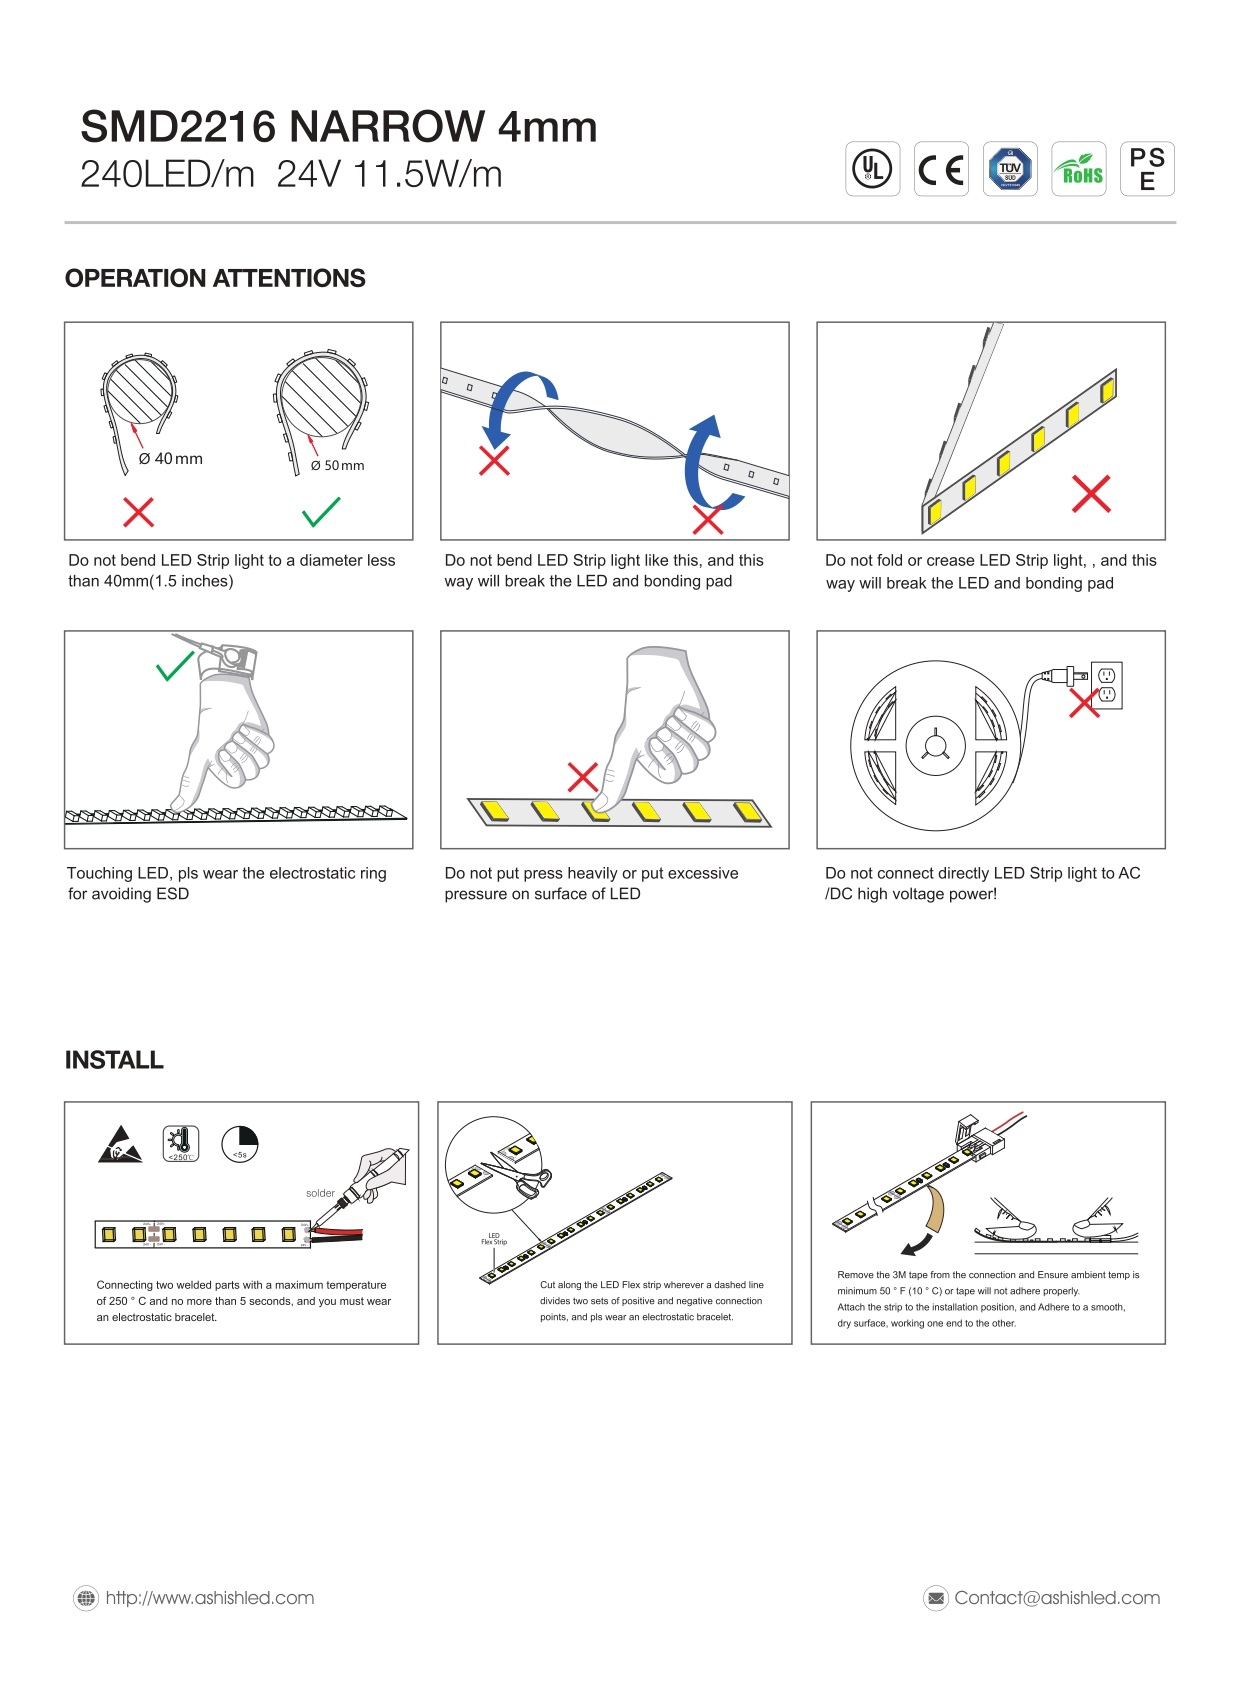 SMD2216 NARROW 4mm
240LED/m 24V 11.5W/m
UL
CE
TÜV
SÜD
RoHS
PS
E
OPERATION ATTENTIONS
Ø 40 mm
Ø 50 mm
Do not bend LED Strip light to a diameter less
than 40mm(1.5 inches)
Do not bend LED Strip light like this, and this
way will break the LED and bonding pad
Do not fold or crease LED Strip light, , and this
way will break the LED and bonding pad
Touching LED, pls wear the electrostatic ring
for avoiding ESD
Do not put press heavily or put excessive
pressure on surface of LED
Do not connect directly LED Strip light to AC
/DC high voltage power!
INSTALL
<250℃
<5s
solder
Connecting two welded parts with a maximum temperature
of 250 ° C and no more than 5 seconds, and you must wear
an electrostatic bracelet.
LED
Flex Strip
Cut along the LED Flex strip wherever a dashed line
divides two sets of positive and negative connection
points, and pls wear an electrostatic bracelet.
Remove the 3M tape from the connection and Ensure ambient temp is
minimum 50 ° F (10 ° C) or tape will not adhere properly.
Attach the strip to the installation position, and Adhere to a smooth,
dry surface, working one end to the other.
http://www.ashishled.com
Contact@ashishled.com